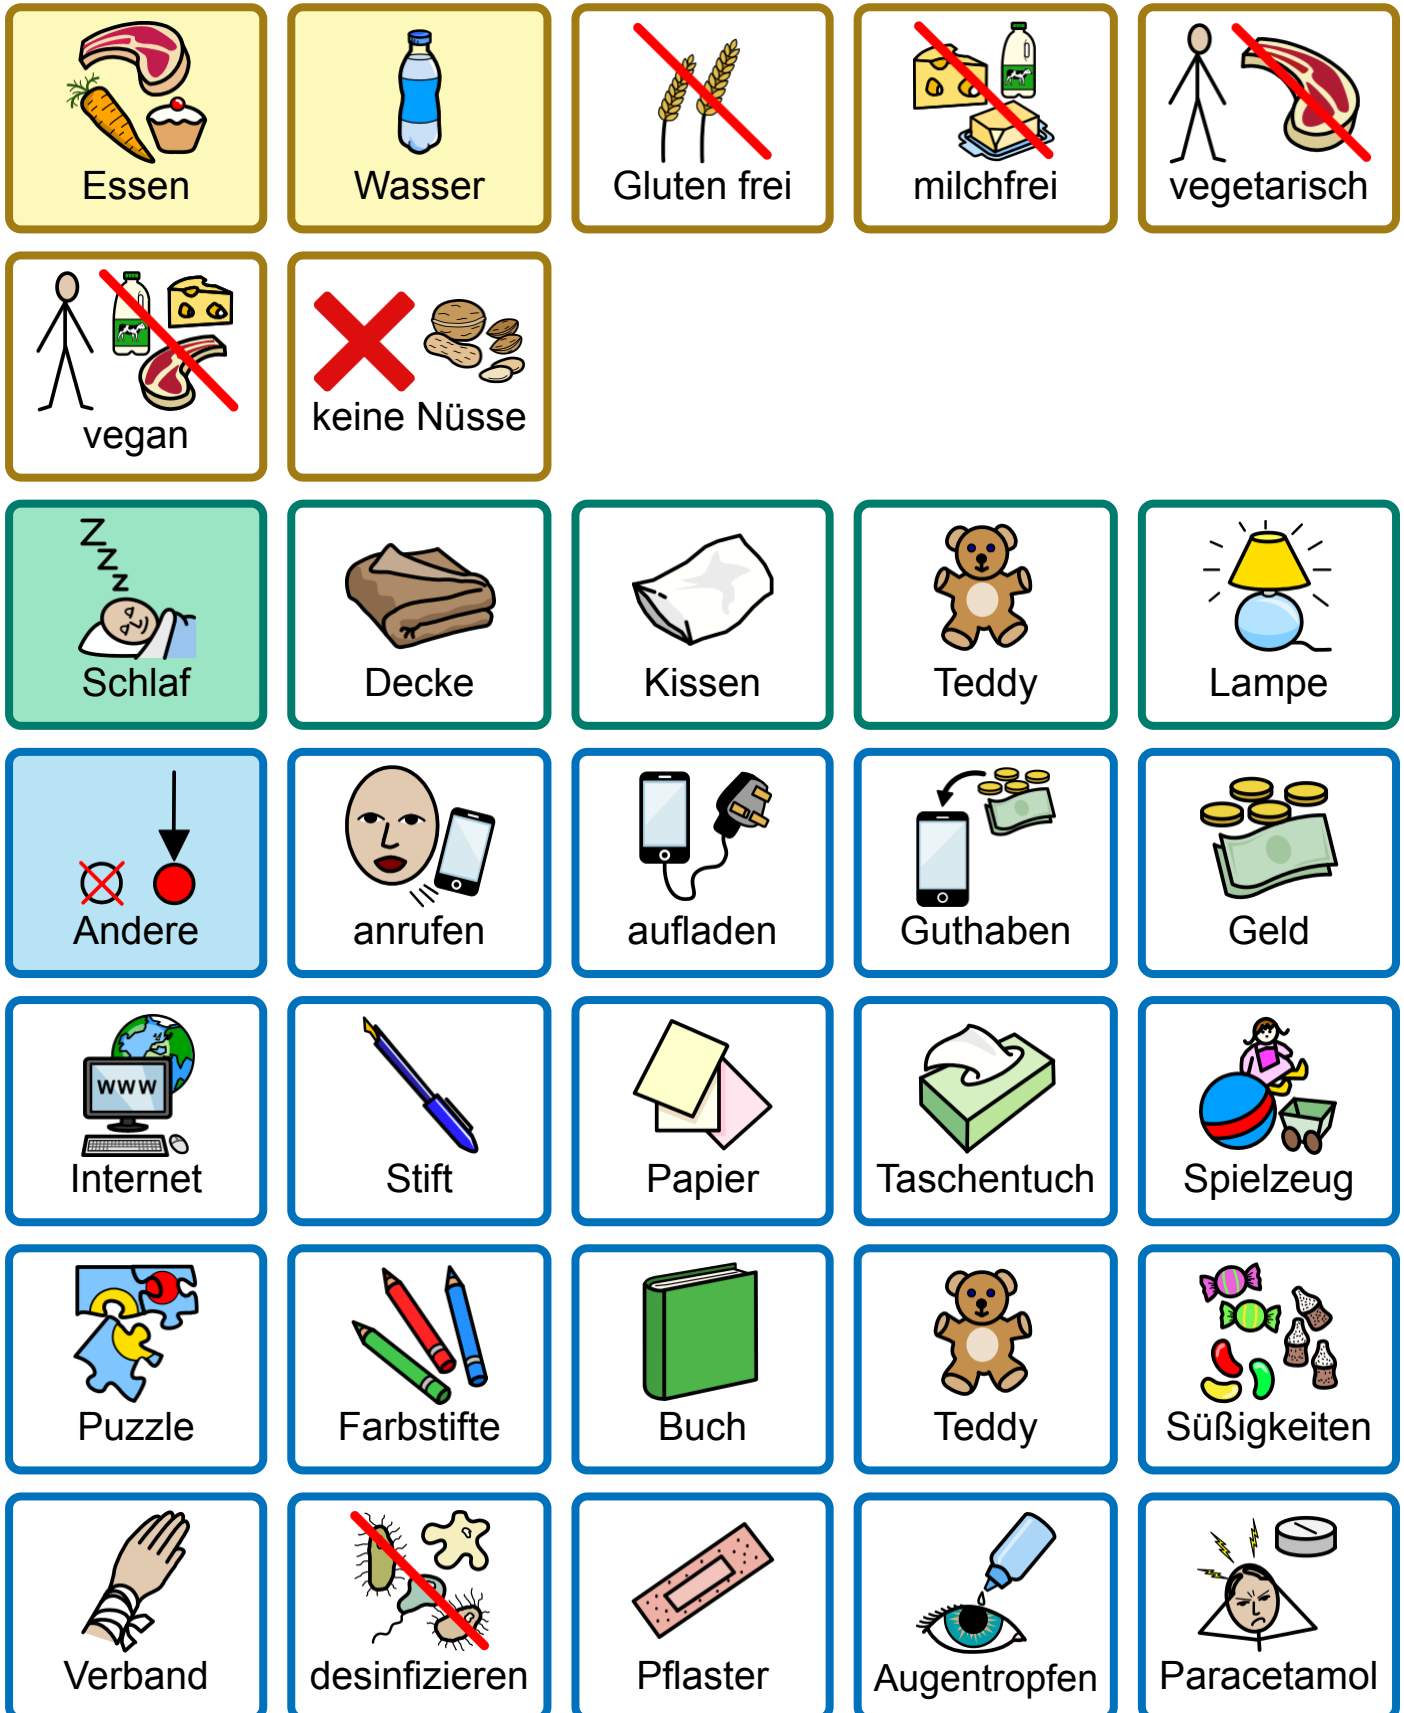 Essen
Wasser
Gluten frei
milchfrei
vegetarisch
vegan
keine Nüsse
Z
Z
Z
Schlaf
Decke
Kissen
Teddy
Lampe
Andere
anrufen
aufladen
Guthaben
Geld
www
Internet
Stift
Papier
Taschentuch
Spielzeug
Puzzle
Farbstifte
Buch
Teddy
Süßigkeiten
Verband
desinfizieren
Pflaster
Augentropfen
Paracetamol